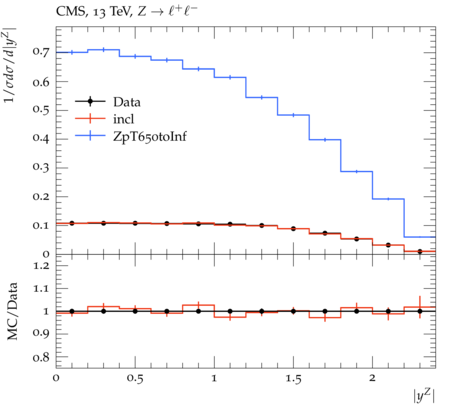 CMS, 13 TeV, Z → ℓ⁺ℓ⁻
1/σdσ/d|y^Z|
0.7
0.6
0.5
0.4
0.3
0.2
0.1
0
Data
incl
ZpT650toInf
MC/Data
1.2
1.1
1
0.9
0.8
0 0.5 1 1.5 2
|y^Z|